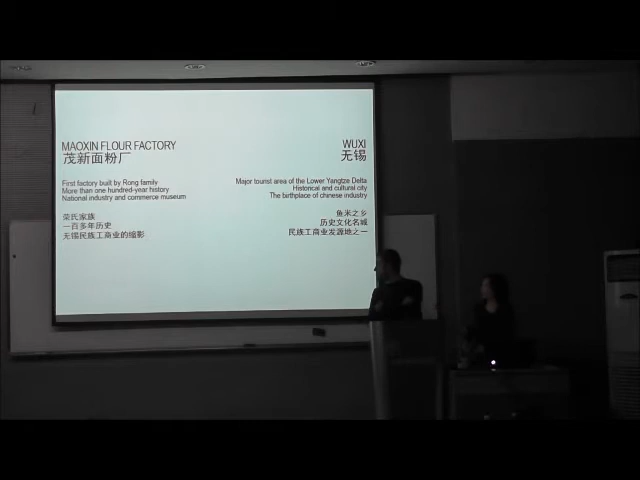 MAOXIN FLOUR FACTORY
茂新面粉厂
First factory built by Rong family
More than one hundred-year history
National industry and commerce museum
荣氏家族
一百多年历史
无锡民族工商业的缩影
WUXI
无锡
Major tourist area of the Lower Yangtze Delta
Historical and cultural city
The birthplace of chinese industry
鱼米之乡
历史文化名城
民族工商业发源地之一